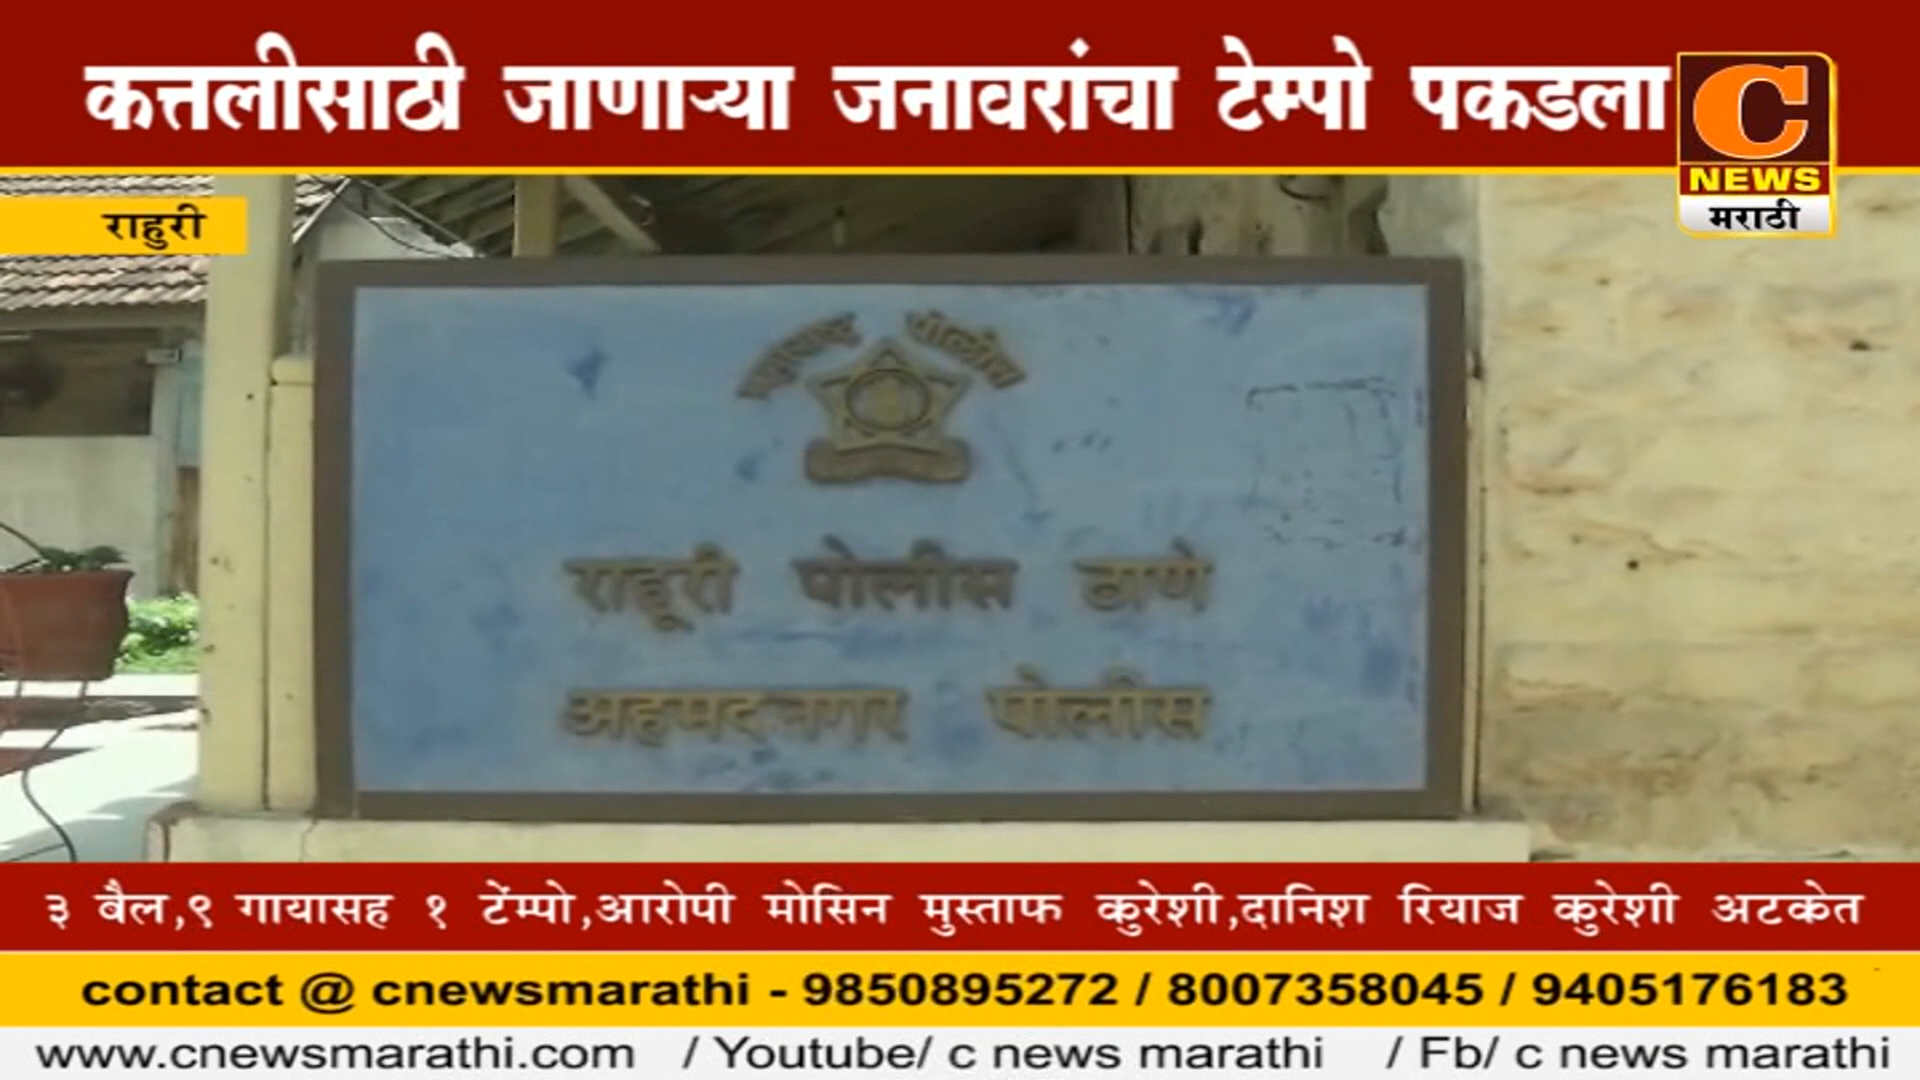 कत्तलीसाठी जाणाऱ्या जनावरांचा टेम्पो पकडला
C
NEWS
मराठी
राहुरी
महाराष्ट्र पोलीस
राहूरी पोलीस ठाणे
अहमदनगर पोलीस
३ बैल,९ गायासह १ टेंम्पो,आरोपी मोसिन मुस्ताफ कुरेशी,दानिश रियाज कुरेशी अटकेत
contact @ cnewsmarathi - 9850895272 / 8007358045 / 9405176183
www.cnewsmarathi.com / Youtube/ c news marathi / Fb/ c news marathi